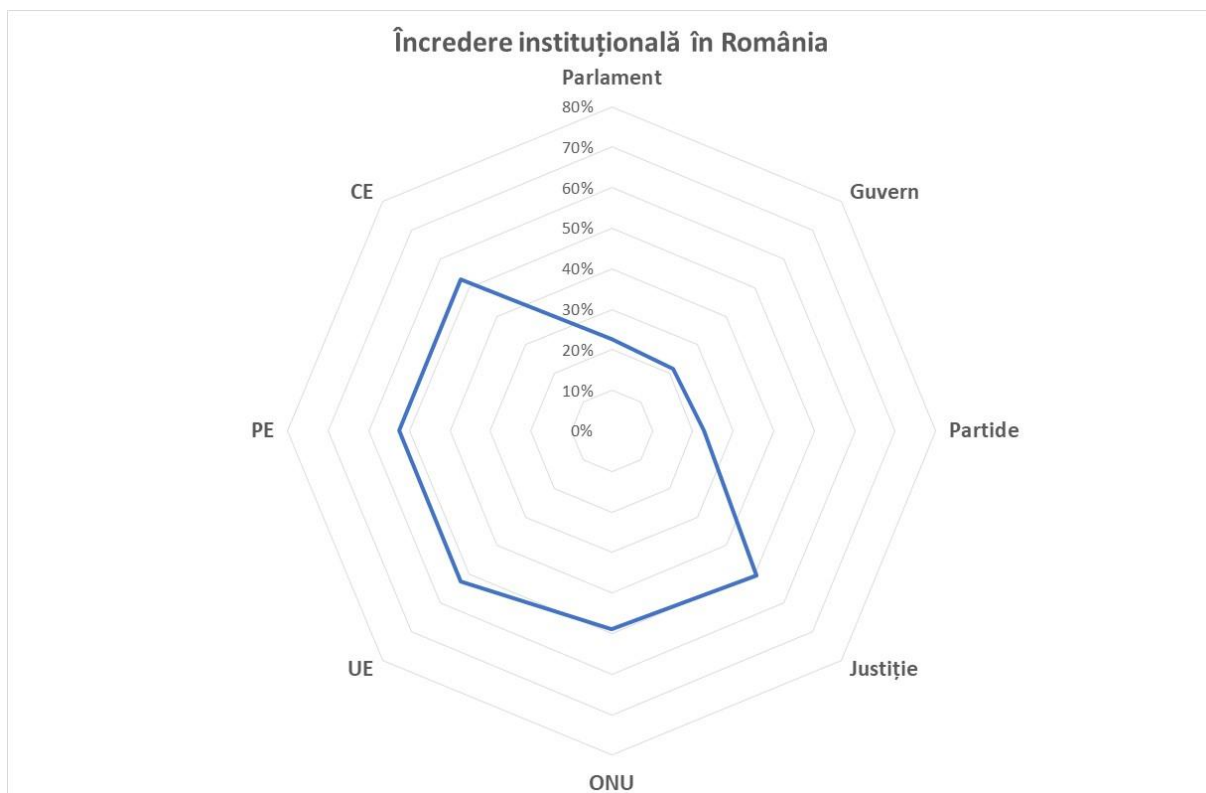 Încredere instituțională în România
Parlament
80%
70%
60%
50%
40%
30%
20%
10%
0%
CE
Guvern
PE
Partide
UE
Justiție
ONU